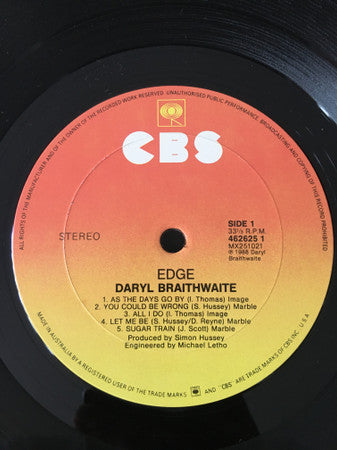 ALL RIGHTS OF THE MANUFACTURER AND OF THE OWNER OF THE RECORDED WORK RESERVED. UNAUTHORISED PUBLIC PERFORMANCE, BROADCASTING AND COPYING OF THIS RECORD PROHIBITED
CBS
SIDE 1
33⅓ R.P.M.
462625 1
MX251021
℗ 1988 Daryl
Braithwaite
STEREO
EDGE
DARYL BRAITHWAITE
1. AS THE DAYS GO BY (I. Thomas) Image
2. YOU COULD BE WRONG (S. Hussey) Marble
3. ALL I DO (I. Thomas) Image
4. LET ME BE (S. Hussey/D. Reyne) Marble
5. SUGAR TRAIN (J. Scott) Marble
Produced by Simon Hussey
Engineered by Michael Letho
MADE IN AUSTRALIA BY A REGISTERED USER OF THE TRADE MARKS AND "CBS" ARE TRADE MARKS OF CBS INC. U.S.A.